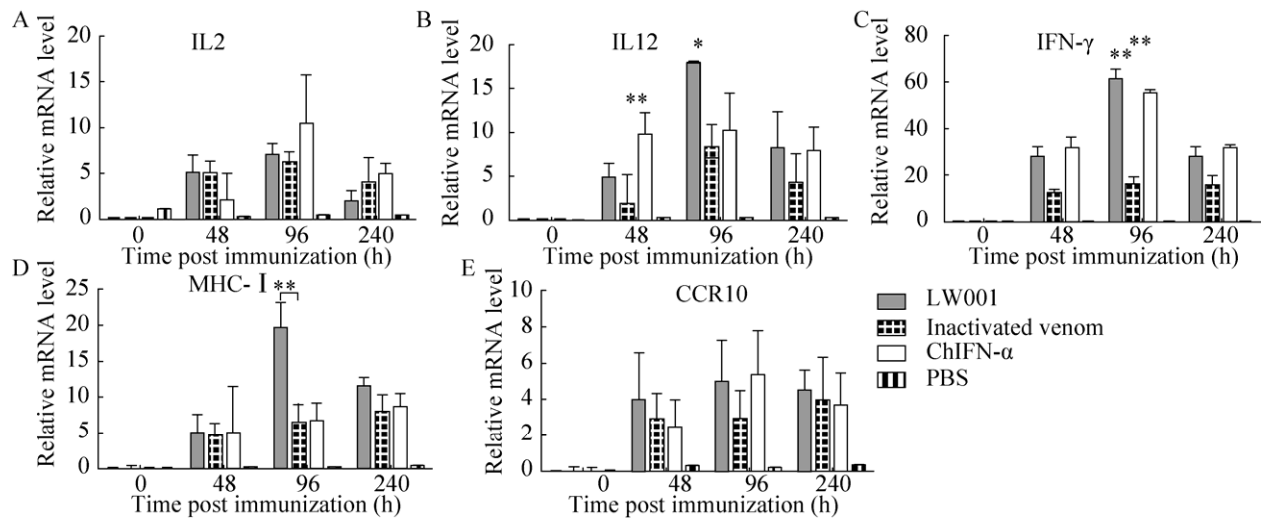 A
IL2
Relative mRNA level
20
15
10
5
0
0 48 96 240
Time post immunization (h)
B
IL12
Relative mRNA level
20
15
10
5
0
**
*
0 48 96 240
Time post immunization (h)
C
IFN-γ
Relative mRNA level
80
60
40
20
0
** **
0 48 96 240
Time post immunization (h)
D
MHC-Ⅰ
Relative mRNA level
25
20
15
10
5
0
**
0 48 96 240
Time post immunization (h)
E
CCR10
Relative mRNA level
10
8
6
4
2
0
0 48 96 240
Time post immunization (h)
LW001
Inactivated venom
ChIFN-α
PBS